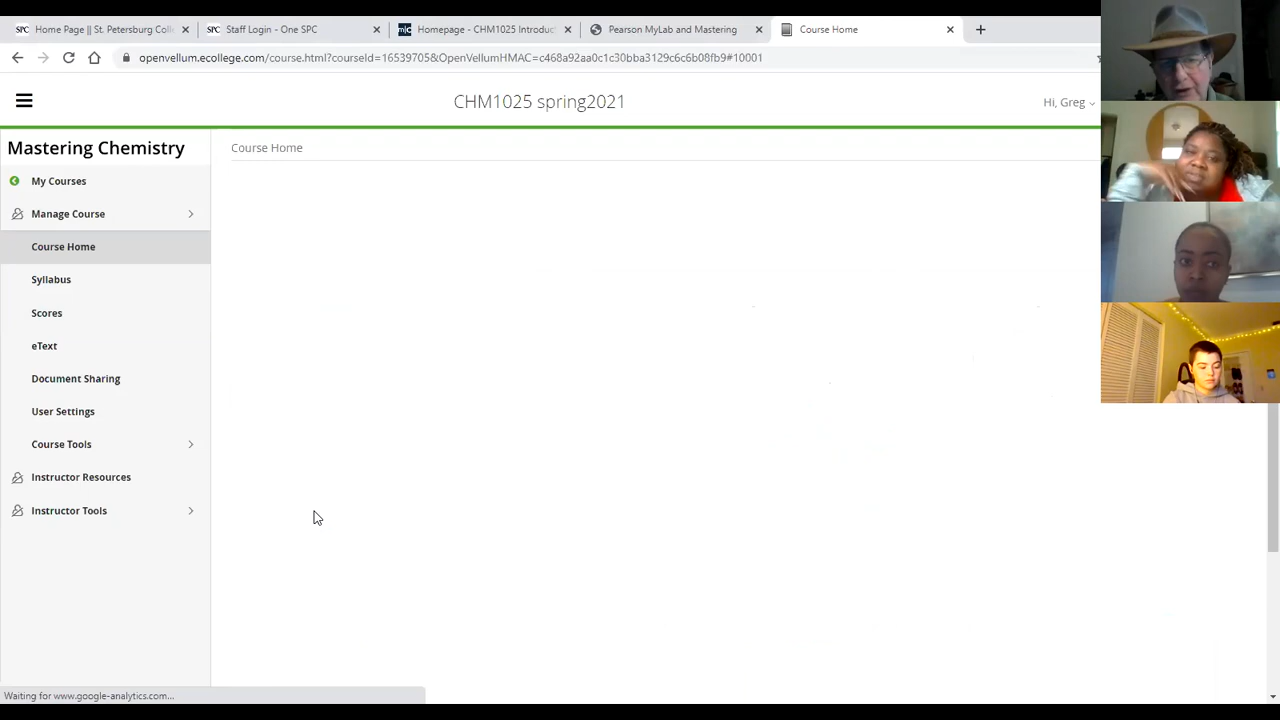 SPC Home Page || St. Petersburg Coll
SPC Staff Login - One SPC
mlc Homepage - CHM1025 Introduc
Pearson MyLab and Mastering
Course Home
openvellum.ecollege.com/course.html?courseId=16539705&OpenVellumHMAC=c468a92aa0c1c30bba3129c6c6b08fb9#10001
CHM1025 spring2021
Hi, Greg
Mastering Chemistry
Course Home
My Courses
Manage Course
Course Home
Syllabus
Scores
eText
Document Sharing
User Settings
Course Tools
Instructor Resources
Instructor Tools
Waiting for www.google-analytics.com...